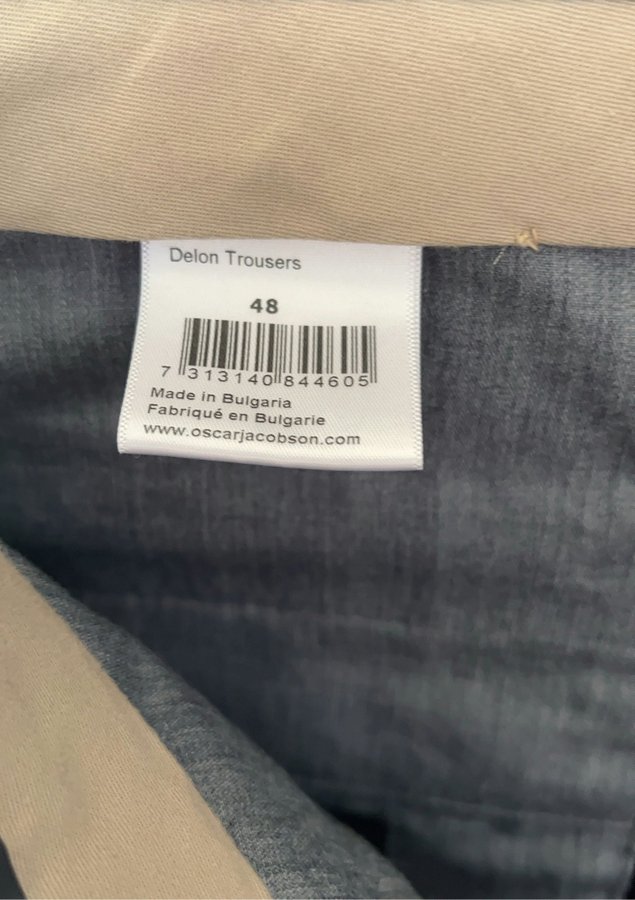 Delon Trousers
48
7 313140 844605
Made in Bulgaria
Fabriqué en Bulgarie
www.oscarjacobson.com